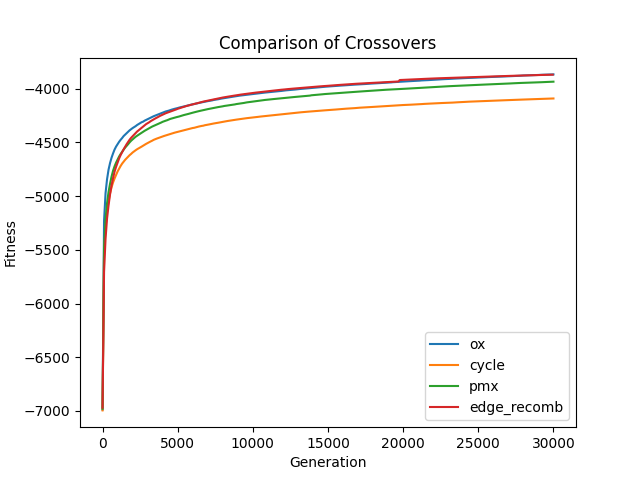 Comparison of Crossovers
Fitness
−4000
−4500
−5000
−5500
−6000
−6500
−7000
ox
cycle
pmx
edge_recomb
0 5000 10000 15000 20000 25000 30000
Generation